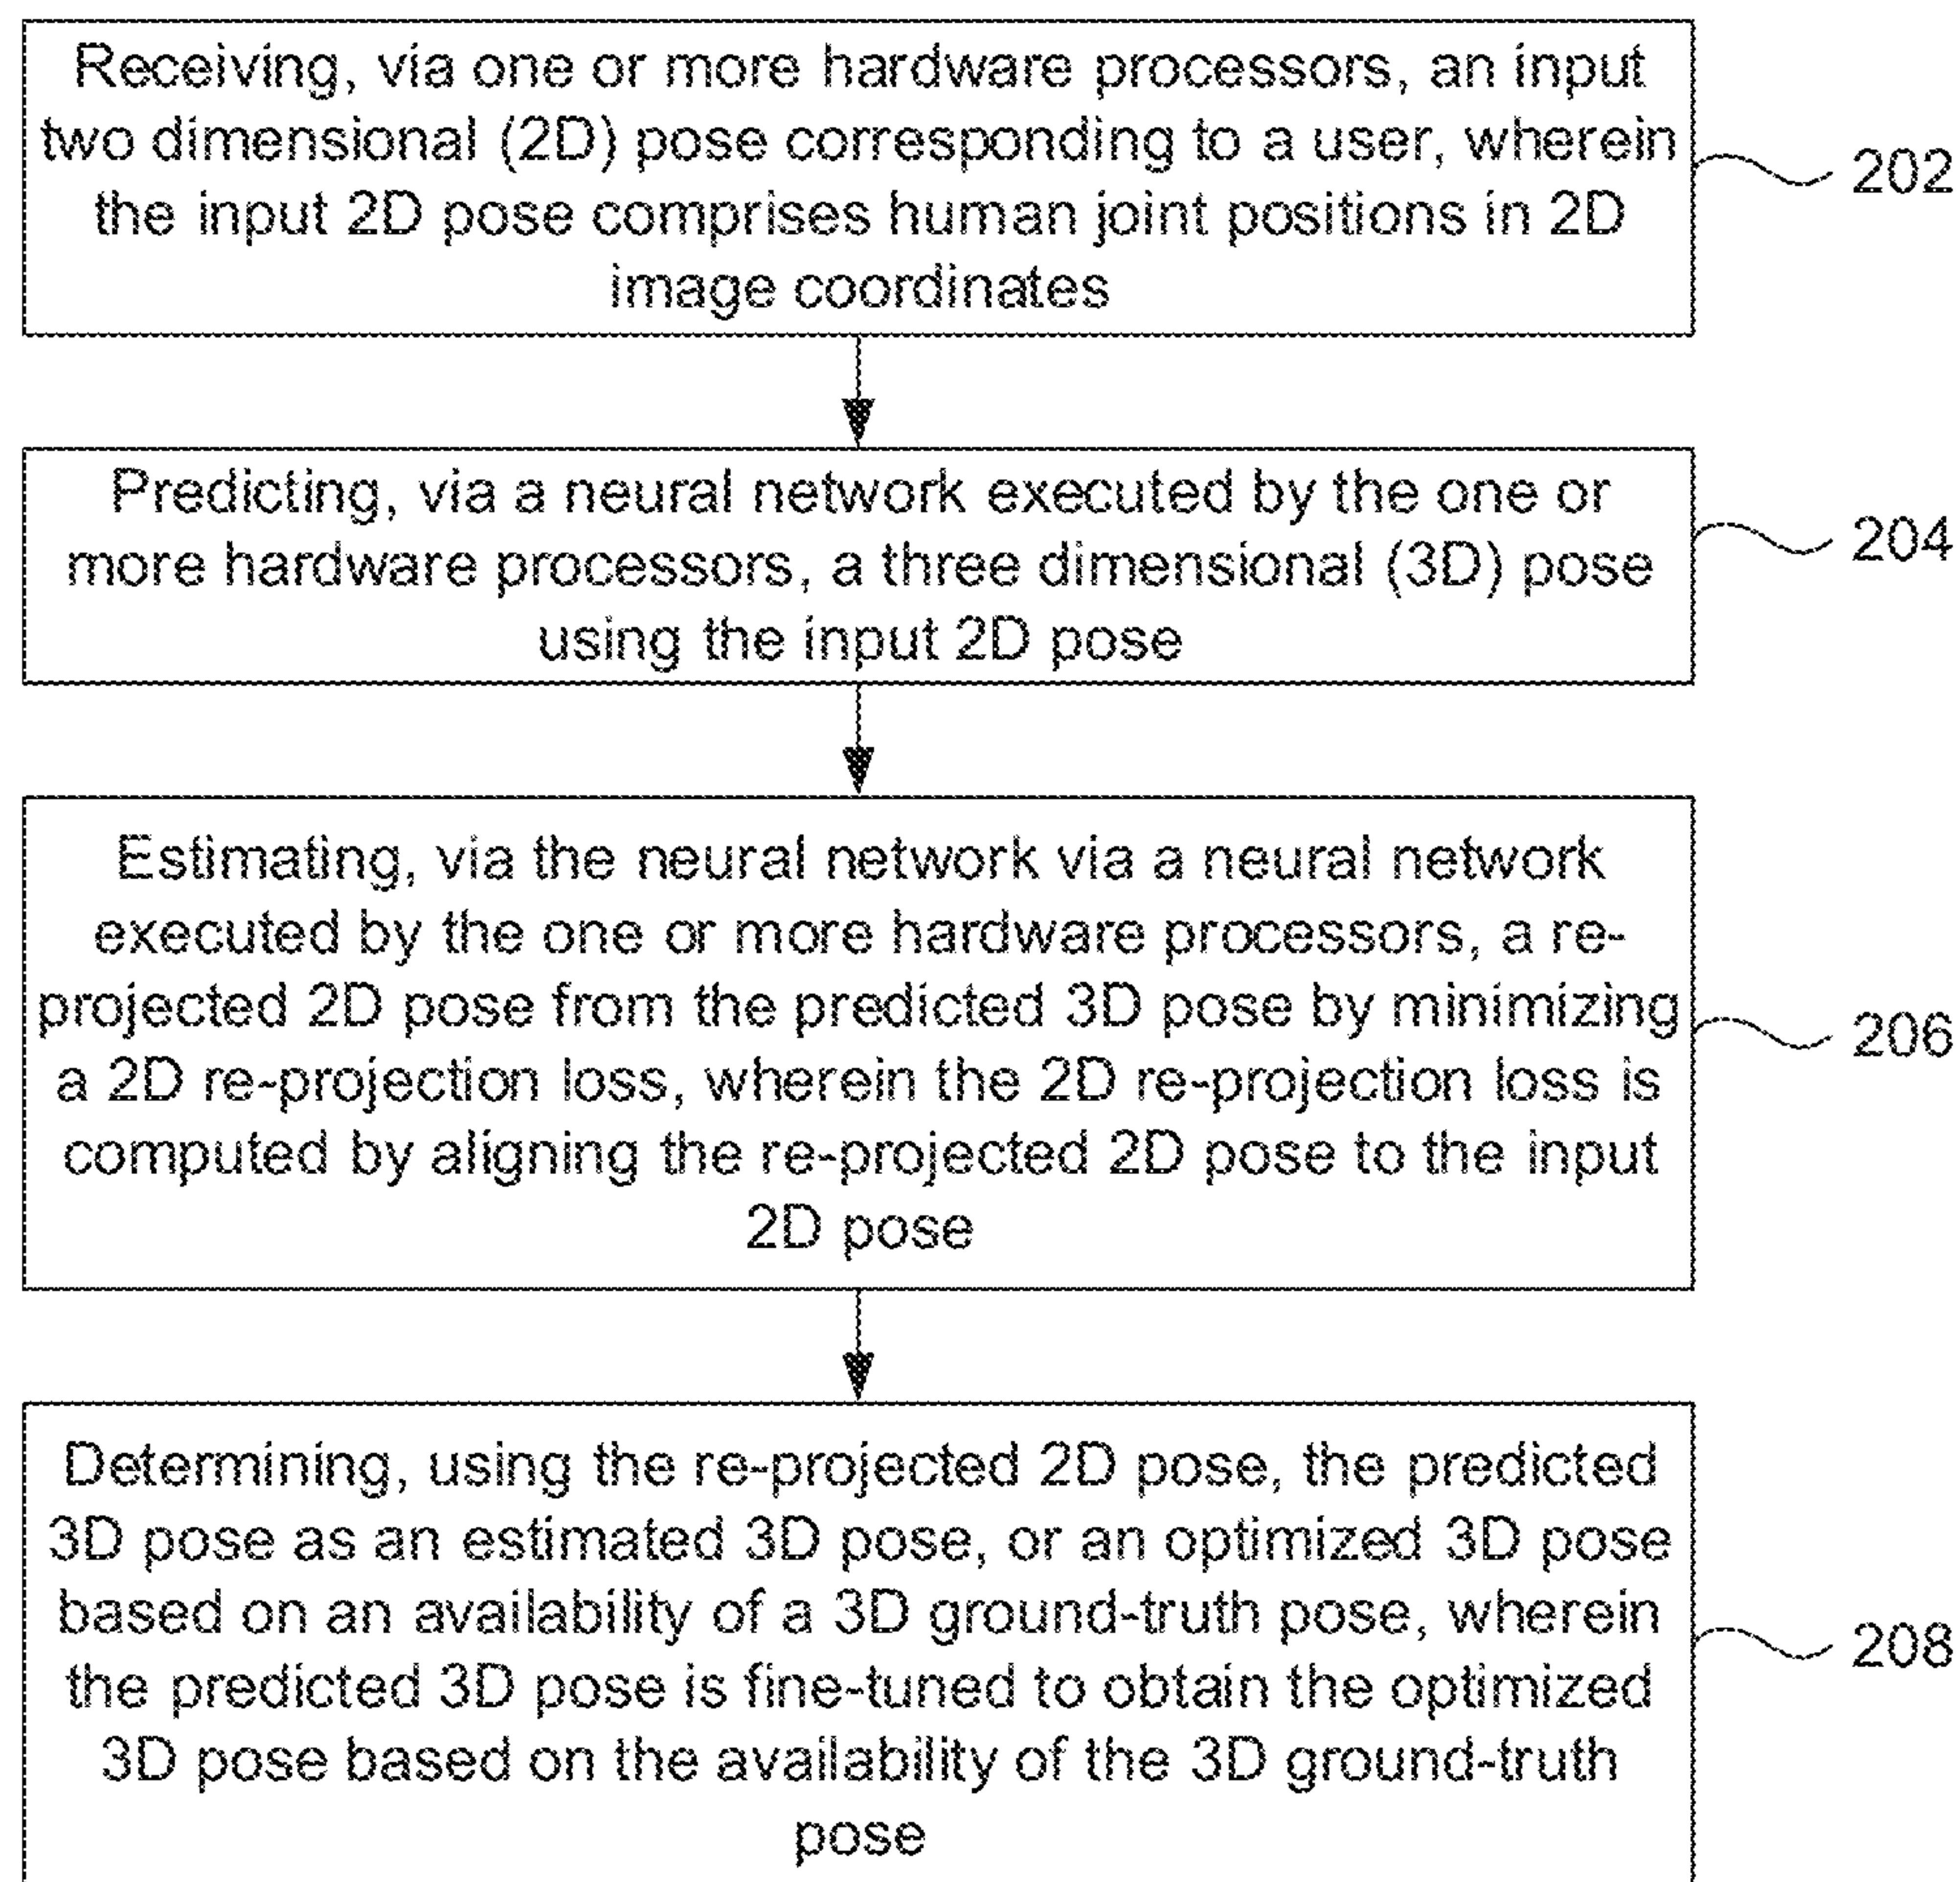 Receiving, via one or more hardware processors, an input
two dimensional (2D) pose corresponding to a user, wherein
the input 2D pose comprises human joint positions in 2D
image coordinates
202
Predicting, via a neural network executed by the one or
more hardware processors, a three dimensional (3D) pose
using the input 2D pose
204
Estimating, via the neural network via a neural network
executed by the one or more hardware processors, a re-
projected 2D pose from the predicted 3D pose by minimizing
a 2D re-projection loss, wherein the 2D re-projection loss is
computed by aligning the re-projected 2D pose to the input
2D pose
206
Determining, using the re-projected 2D pose, the predicted
3D pose as an estimated 3D pose, or an optimized 3D pose
based on an availability of a 3D ground-truth pose, wherein
the predicted 3D pose is fine-tuned to obtain the optimized
3D pose based on the availability of the 3D ground-truth
pose
208